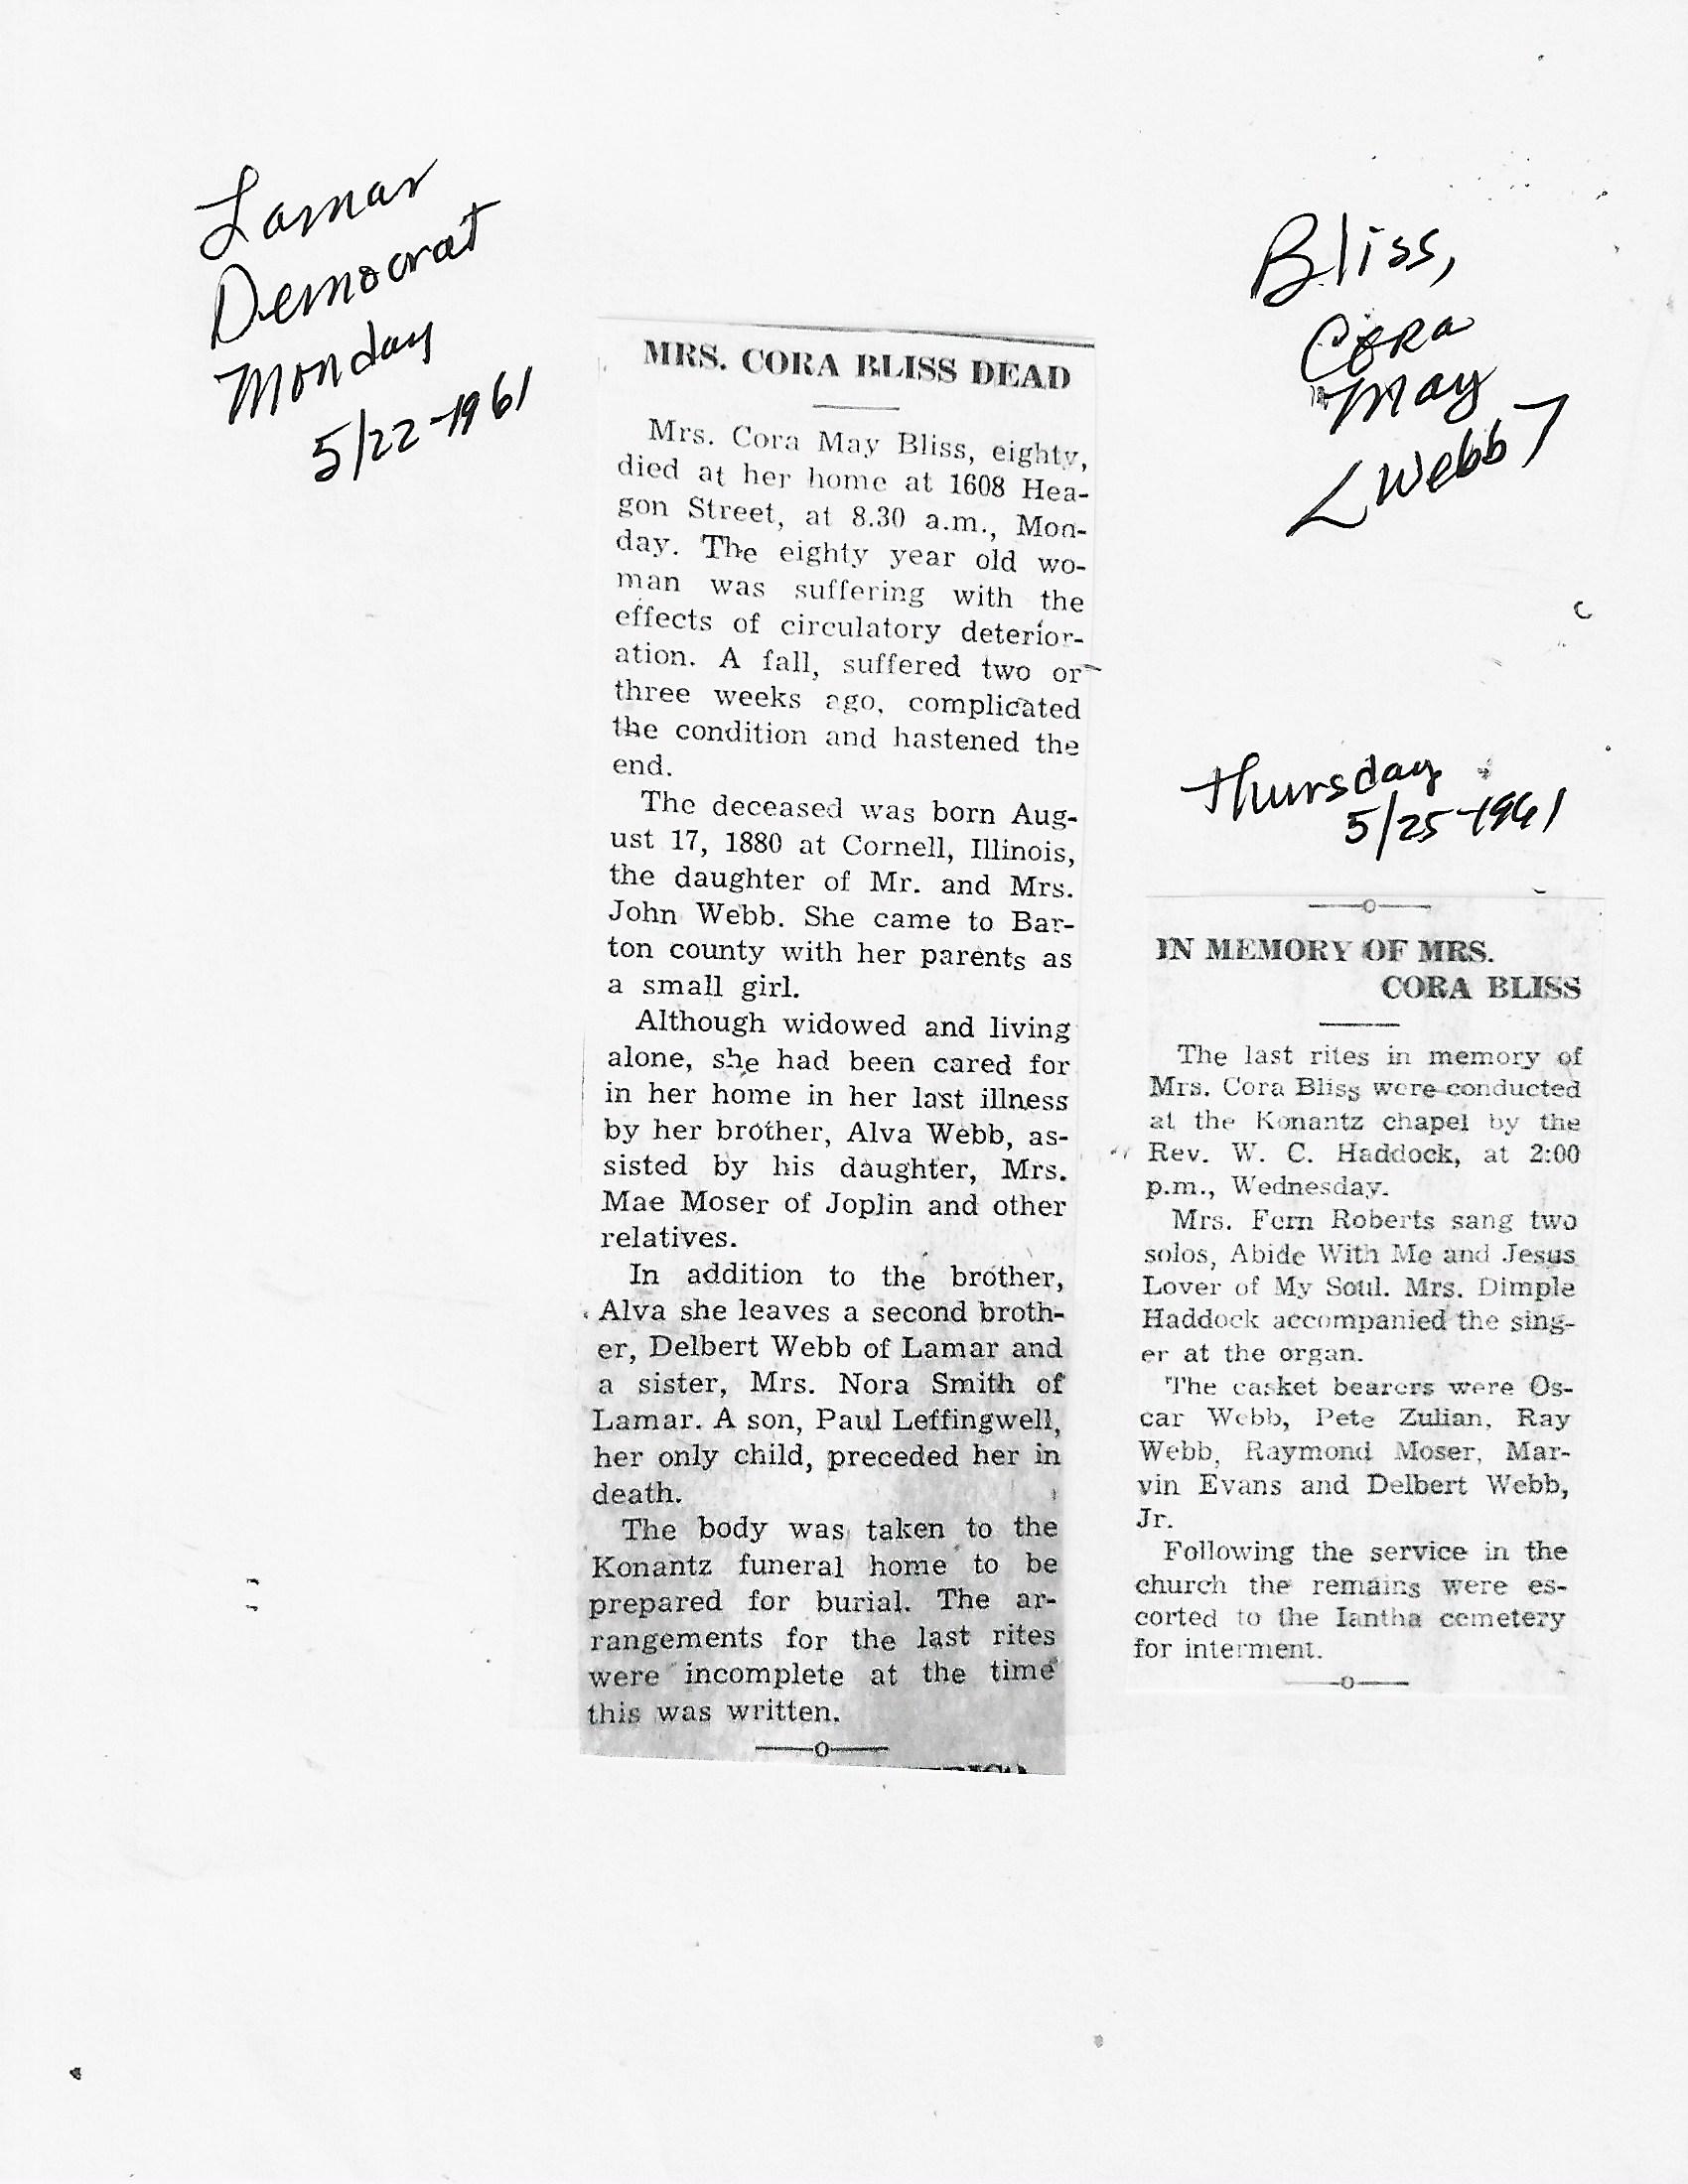 Lamar
Democrat
Monday
5/22-1961
Bliss,
Cora
May
< Webb >
MRS. CORA BLISS DEAD
Mrs. Cora May Bliss, eighty,
died at her home at 1608 Hea-
gon Street, at 8.30 a.m., Mon-
day. The eighty year old wo-
man was suffering with the
effects of circulatory deterior-
ation. A fall, suffered two or
three weeks ago, complicated
the condition and hastened the
end.
The deceased was born Aug-
ust 17, 1880 at Cornell, Illinois,
the daughter of Mr. and Mrs.
John Webb. She came to Bar-
ton county with her parents as
a small girl.
Although widowed and living
alone, she had been cared for
in her home in her last illness
by her brother, Alva Webb, as-
sisted by his daughter, Mrs.
Mae Moser of Joplin and other
relatives.
In addition to the brother,
Alva she leaves a second broth-
er, Delbert Webb of Lamar and
a sister, Mrs. Nora Smith of
Lamar. A son, Paul Leffingwell,
her only child, preceded her in
death.
The body was taken to the
Konantz funeral home to be
prepared for burial. The ar-
rangements for the last rites
were incomplete at the time
this was written.
Thursday
5/25-1961
IN MEMORY OF MRS.
CORA BLISS
The last rites in memory of
Mrs. Cora Bliss were conducted
at the Konantz chapel by the
Rev. W. C. Haddock, at 2:00
p.m., Wednesday.
Mrs. Fern Roberts sang two
solos, Abide With Me and Jesus
Lover of My Soul. Mrs. Dimple
Haddock accompanied the sing-
er at the organ.
The casket bearers were Os-
car Webb, Pete Zulian, Ray
Webb, Raymond Moser, Mar-
vin Evans and Delbert Webb,
Jr.
Following the service in the
church the remains were es-
corted to the Iantha cemetery
for interment.